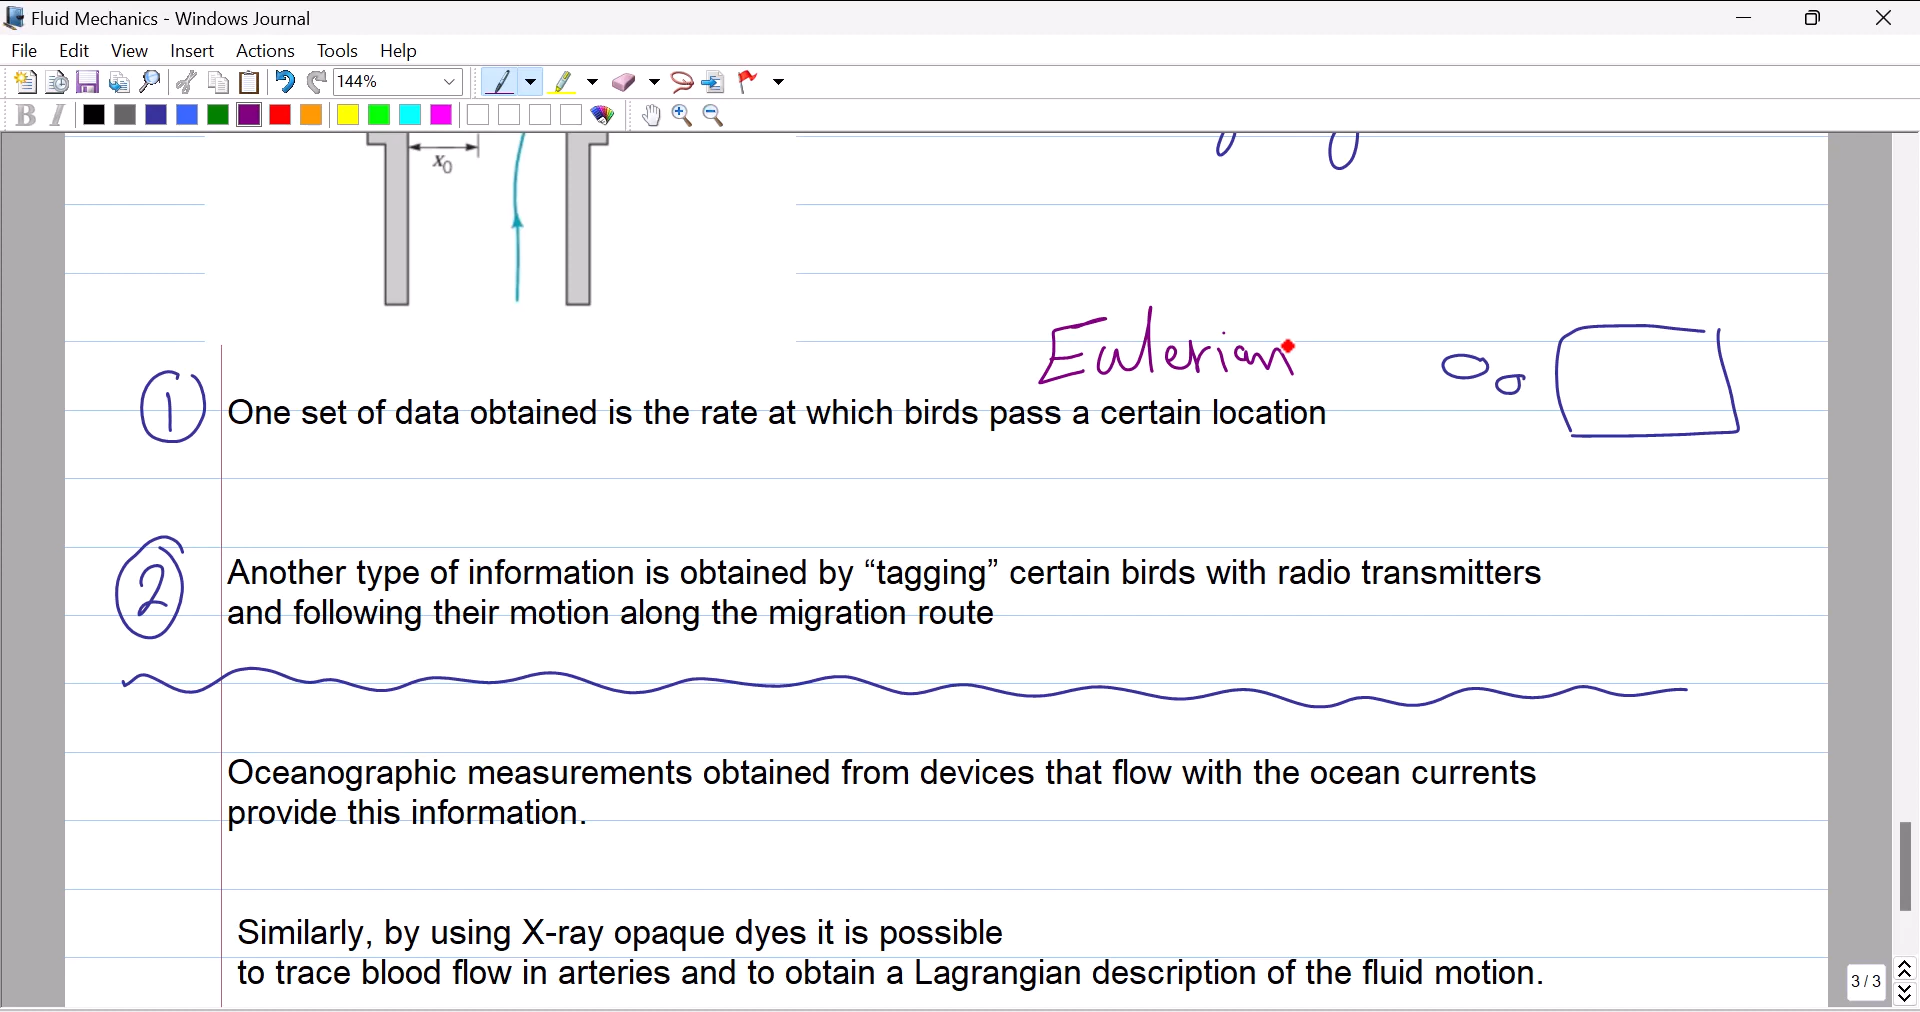 Fluid Mechanics - Windows Journal
File Edit View Insert Actions Tools Help
144%
B I
x0
Eulerian
1 One set of data obtained is the rate at which birds pass a certain location
2 Another type of information is obtained by “tagging” certain birds with radio transmitters
and following their motion along the migration route
Oceanographic measurements obtained from devices that flow with the ocean currents
provide this information.
Similarly, by using X-ray opaque dyes it is possible
to trace blood flow in arteries and to obtain a Lagrangian description of the fluid motion.
3 / 3